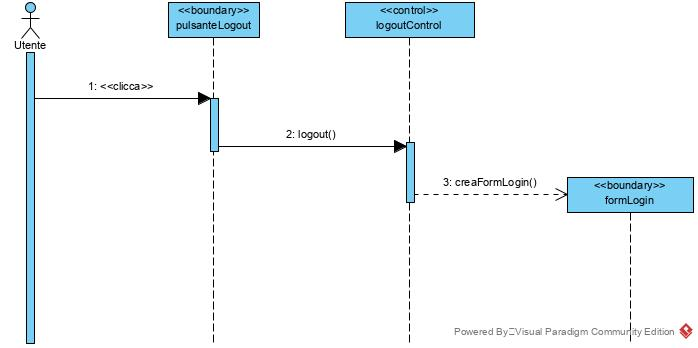 <<boundary>>
pulsanteLogout
<<control>>
logoutControl
Utente
1: <<clicca>>
2: logout()
3: creaFormLogin()
<<boundary>>
formLogin
Powered By Visual Paradigm Community Edition